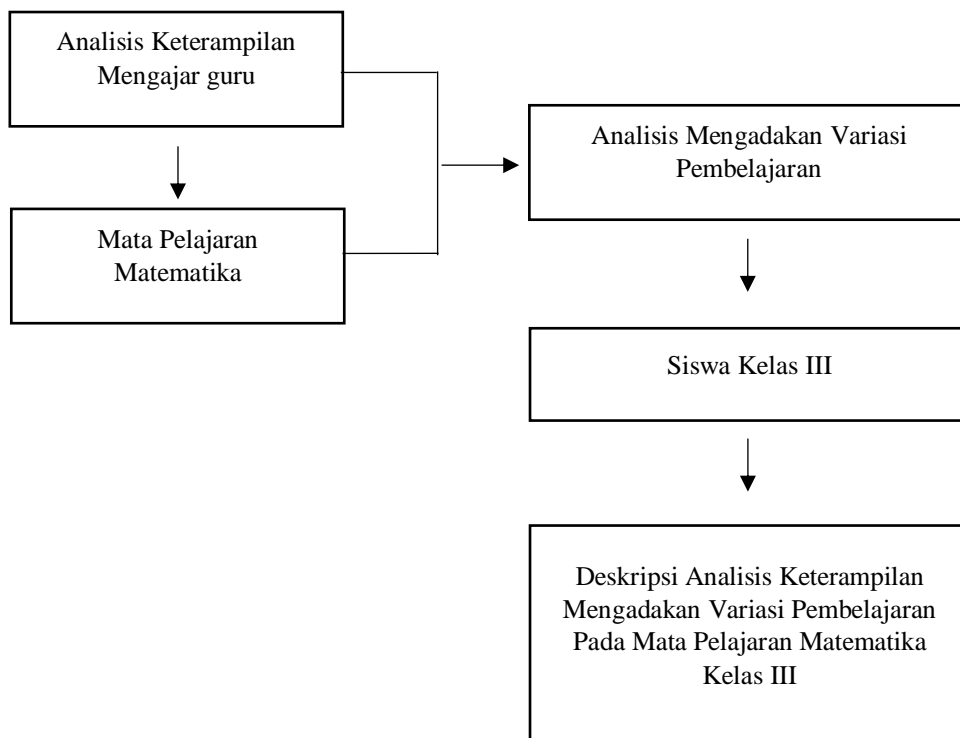 Analisis Keterampilan
Mengajar guru
Mata Pelajaran
Matematika
Analisis Mengadakan Variasi
Pembelajaran
Siswa Kelas III
Deskripsi Analisis Keterampilan
Mengadakan Variasi Pembelajaran
Pada Mata Pelajaran Matematika
Kelas III